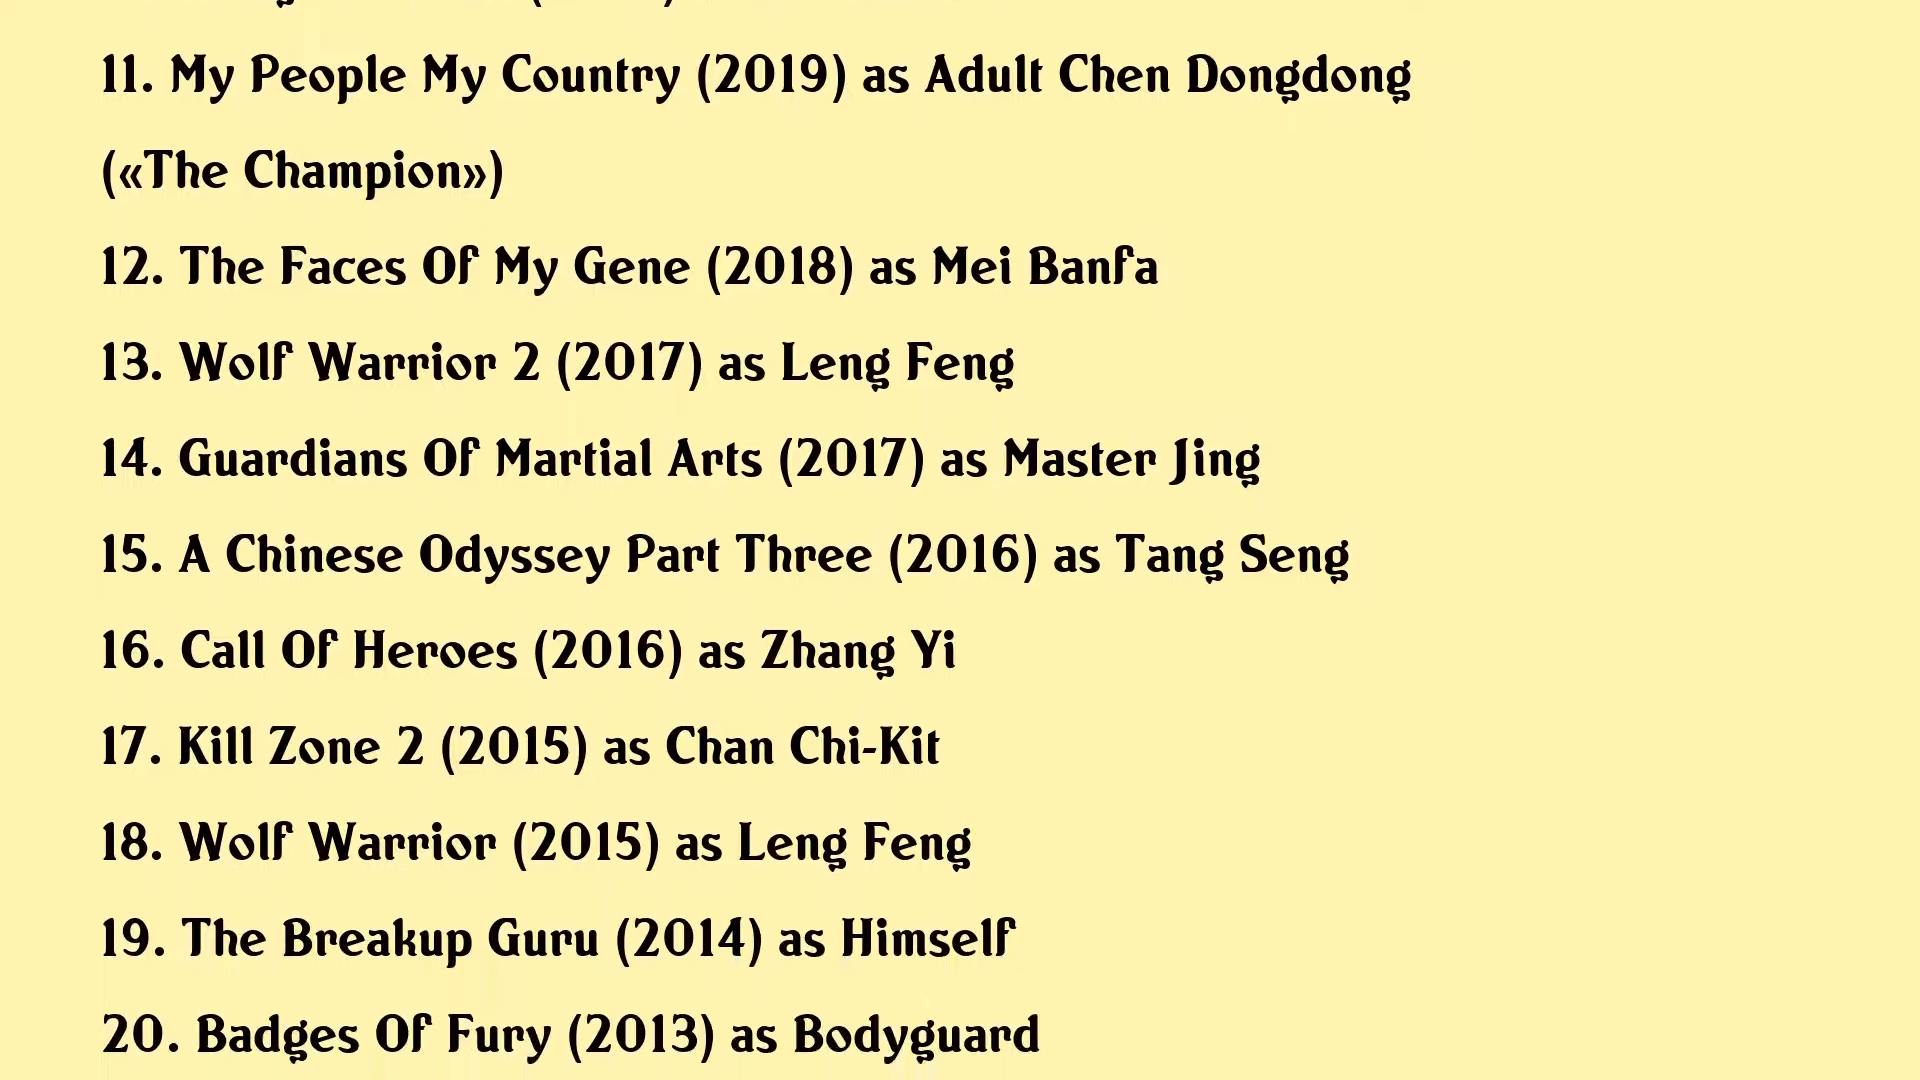 11. My People My Country (2019) as Adult Chen Dongdong
(«The Champion»)
12. The Faces Of My Gene (2018) as Mei Banfa
13. Wolf Warrior 2 (2017) as Leng Feng
14. Guardians Of Martial Arts (2017) as Master Jing
15. A Chinese Odyssey Part Three (2016) as Tang Seng
16. Call Of Heroes (2016) as Zhang Yi
17. Kill Zone 2 (2015) as Chan Chi-Kit
18. Wolf Warrior (2015) as Leng Feng
19. The Breakup Guru (2014) as Himself
20. Badges Of Fury (2013) as Bodyguard